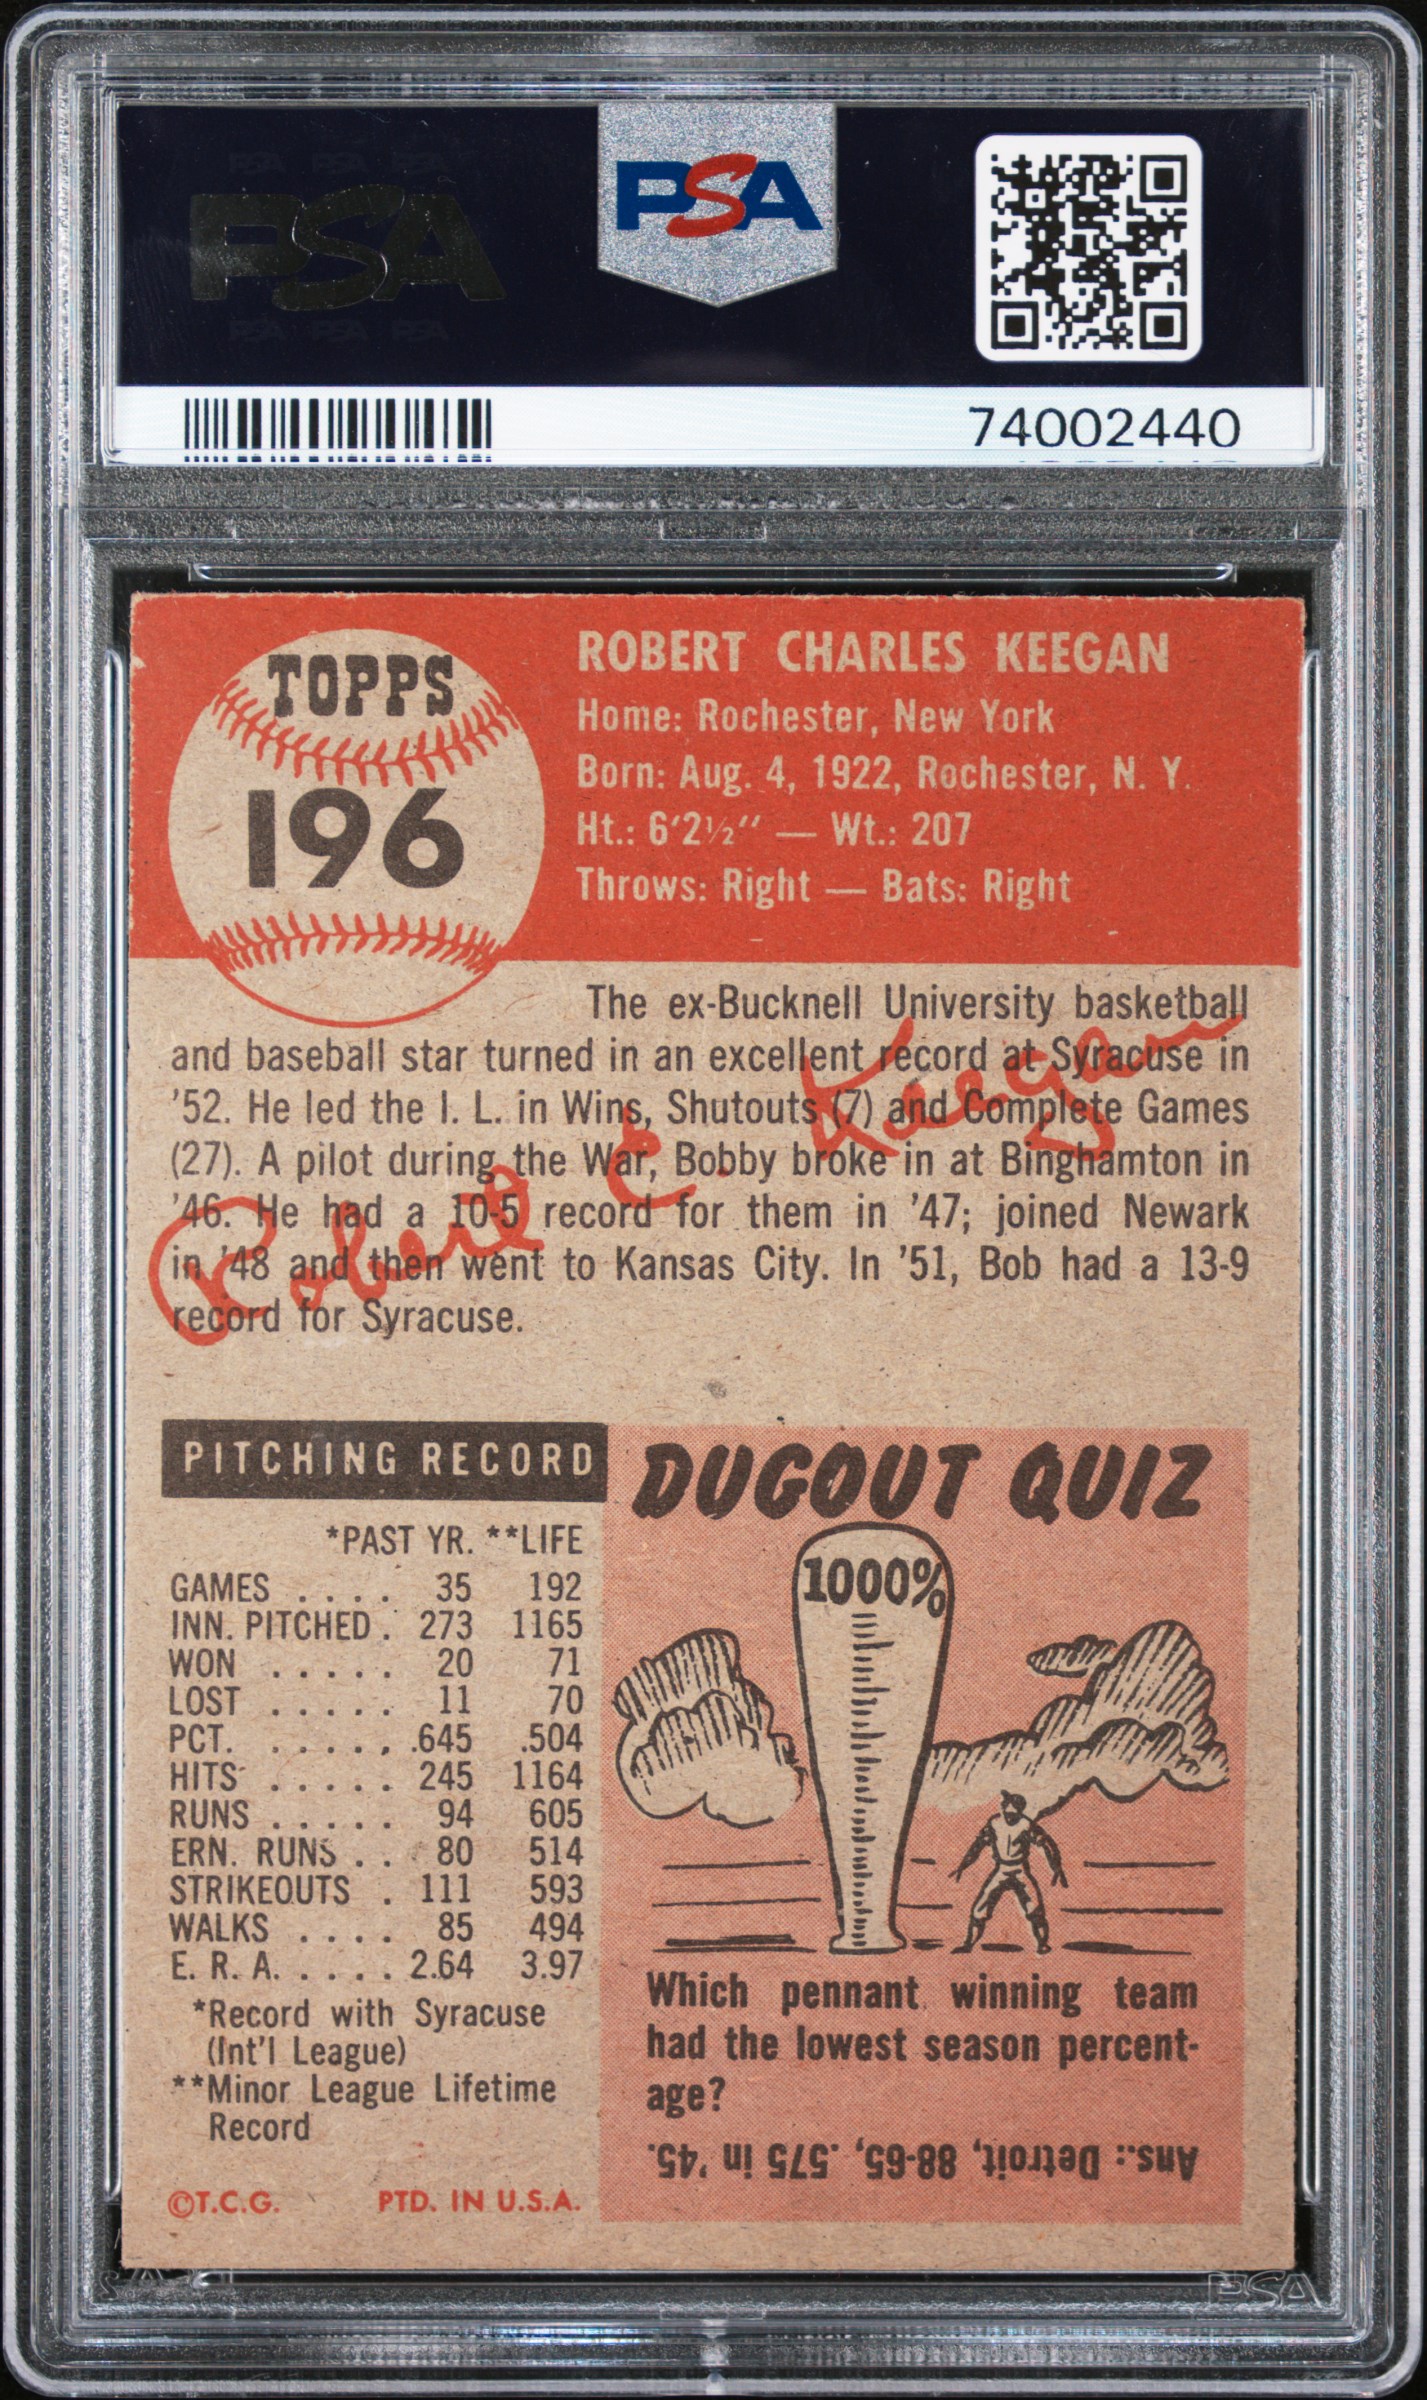 PSA
PSA
74002440
TOPPS
196
ROBERT CHARLES KEEGAN
Home: Rochester, New York
Born: Aug. 4, 1922, Rochester, N. Y.
Ht.: 6'2½'' — Wt.: 207
Throws: Right — Bats: Right
The ex-Bucknell University basketball
and baseball star turned in an excellent record at Syracuse in
'52. He led the I. L. in Wins, Shutouts (7) and Complete Games
(27). A pilot during the War, Bobby broke in at Binghamton in
'46. He had a 10-5 record for them in '47; joined Newark
in '48 and then went to Kansas City. In '51, Bob had a 13-9
record for Syracuse.
Robert C. Keegan
PITCHING RECORD
*PAST YR. **LIFE
GAMES .... 35 192
INN. PITCHED . 273 1165
WON ..... 20 71
LOST ..... 11 70
PCT. ..... .645 .504
HITS ..... 245 1164
RUNS ..... 94 605
ERN. RUNS .. 80 514
STRIKEOUTS . 111 593
WALKS .... 85 494
E. R. A. ..... 2.64 3.97
*Record with Syracuse
(Int'l League)
**Minor League Lifetime
Record
©T.C.G. PTD. IN U.S.A.
DUGOUT QUIZ
1000%
Which pennant winning team
had the lowest season percent-
age?
Ans.: Detroit, 88-65, .575 in '45.
PSA